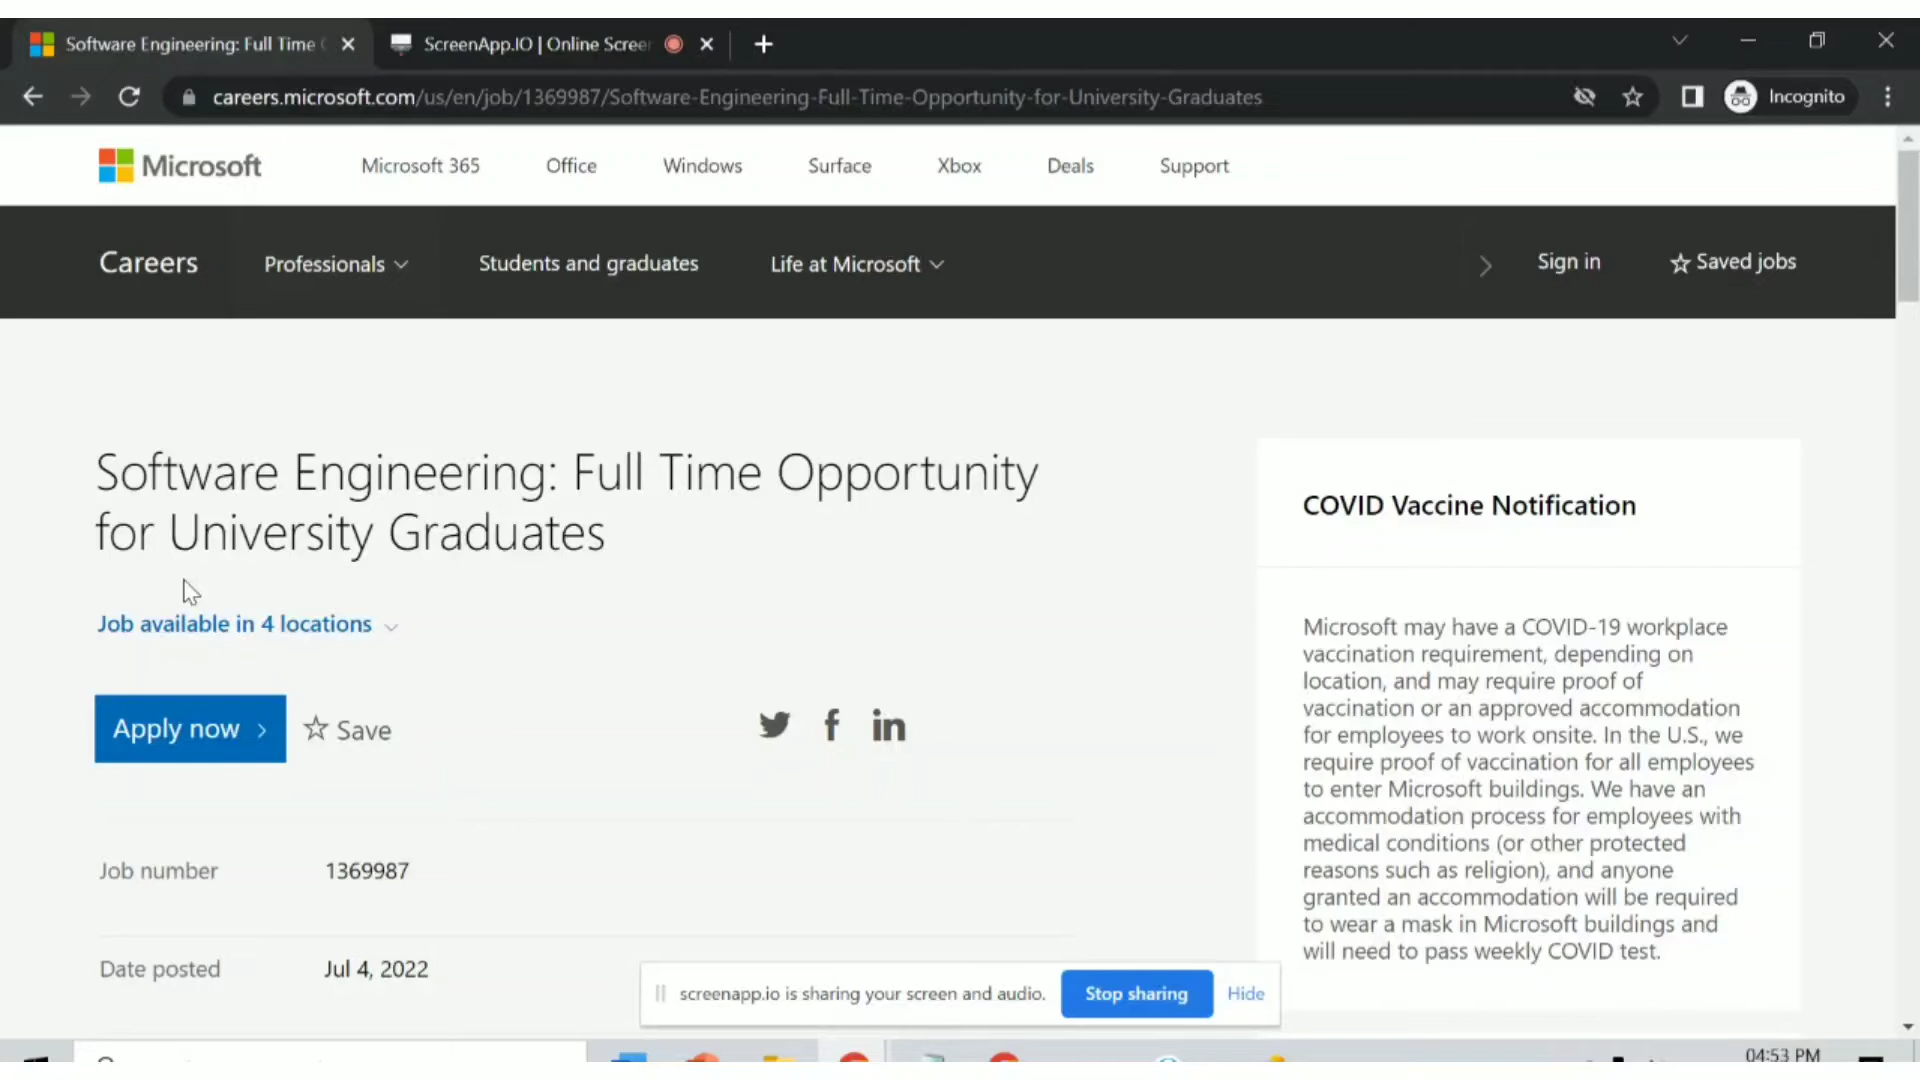 Software Engineering: Full Time
ScreenApp.IO | Online Screen
careers.microsoft.com/us/en/job/1369987/Software-Engineering-Full-Time-Opportunity-for-University-Graduates
Incognito
Microsoft
Microsoft 365
Office
Windows
Surface
Xbox
Deals
Support
Careers
Professionals
Students and graduates
Life at Microsoft
Sign in
Saved jobs
Software Engineering: Full Time Opportunity
for University Graduates
Job available in 4 locations
Apply now
Save
Job number 1369987
Date posted Jul 4, 2022
COVID Vaccine Notification
Microsoft may have a COVID-19 workplace
vaccination requirement, depending on
location, and may require proof of
vaccination or an approved accommodation
for employees to work onsite. In the U.S., we
require proof of vaccination for all employees
to enter Microsoft buildings. We have an
accommodation process for employees with
medical conditions (or other protected
reasons such as religion), and anyone
granted an accommodation will be required
to wear a mask in Microsoft buildings and
will need to pass weekly COVID test.
screenapp.io is sharing your screen and audio.
Stop sharing
Hide
04:53 PM